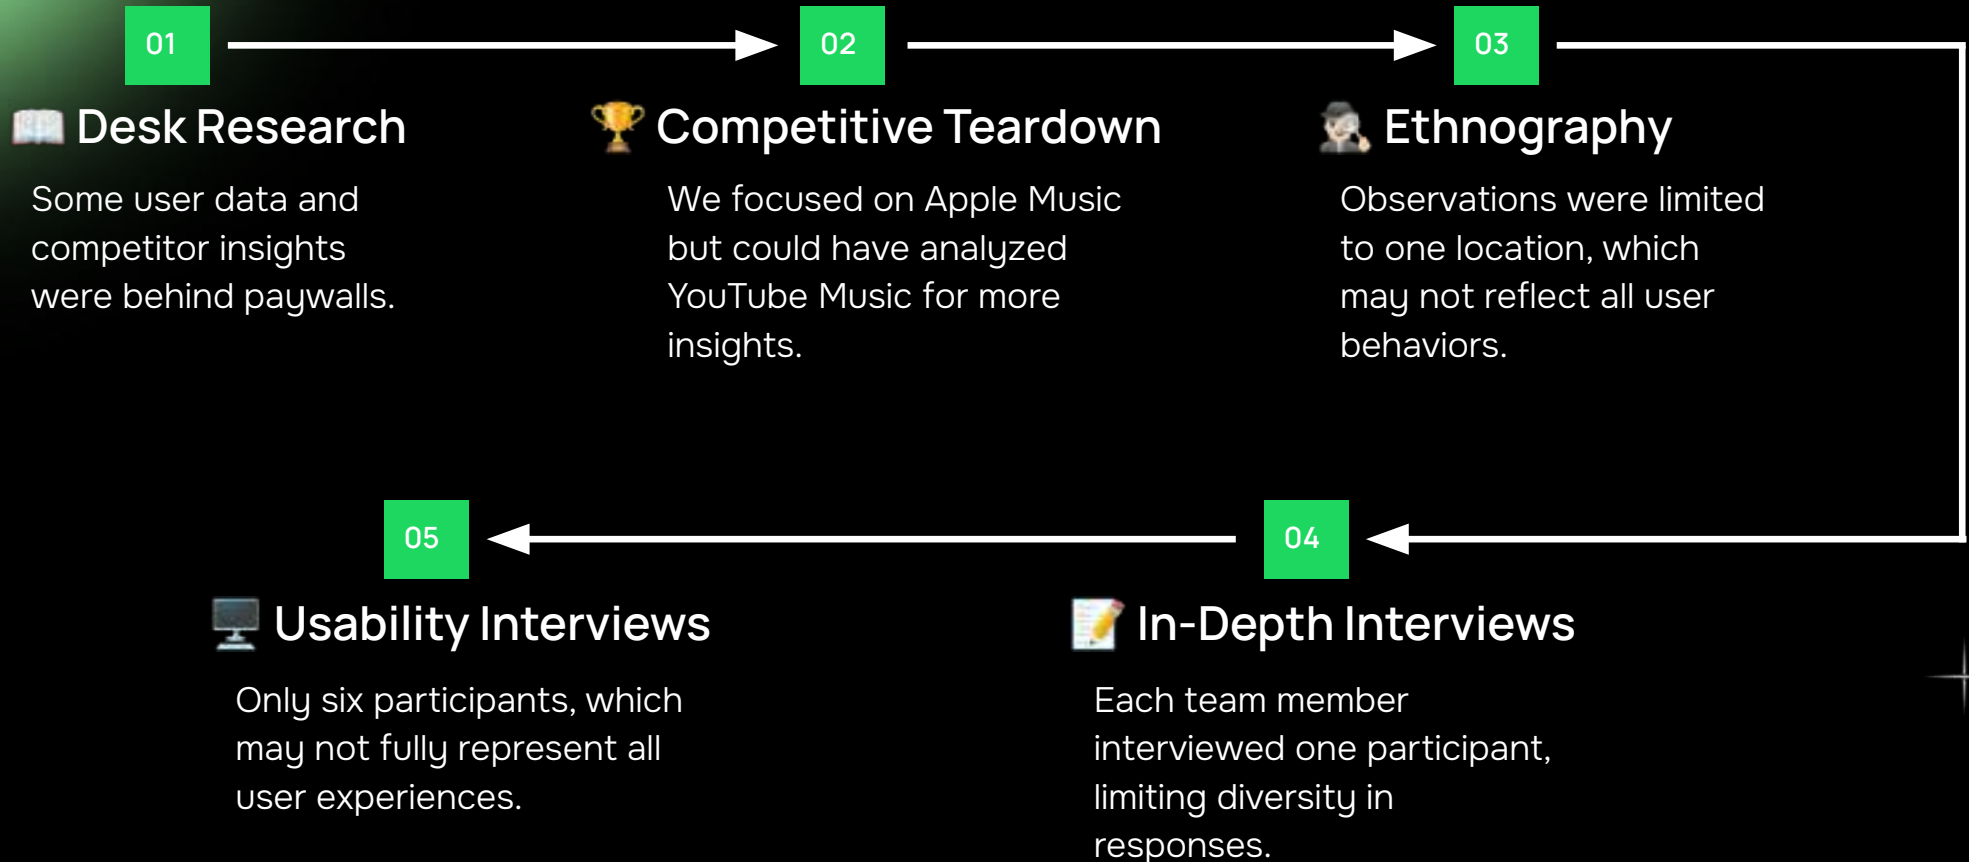 01
02
03
Desk Research
Some user data and
competitor insights
were behind paywalls.
Competitive Teardown
We focused on Apple Music
but could have analyzed
YouTube Music for more
insights.
Ethnography
Observations were limited
to one location, which
may not reflect all user
behaviors.
04
In-Depth Interviews
Each team member
interviewed one participant,
limiting diversity in
responses.
05
Usability Interviews
Only six participants, which
may not fully represent all
user experiences.